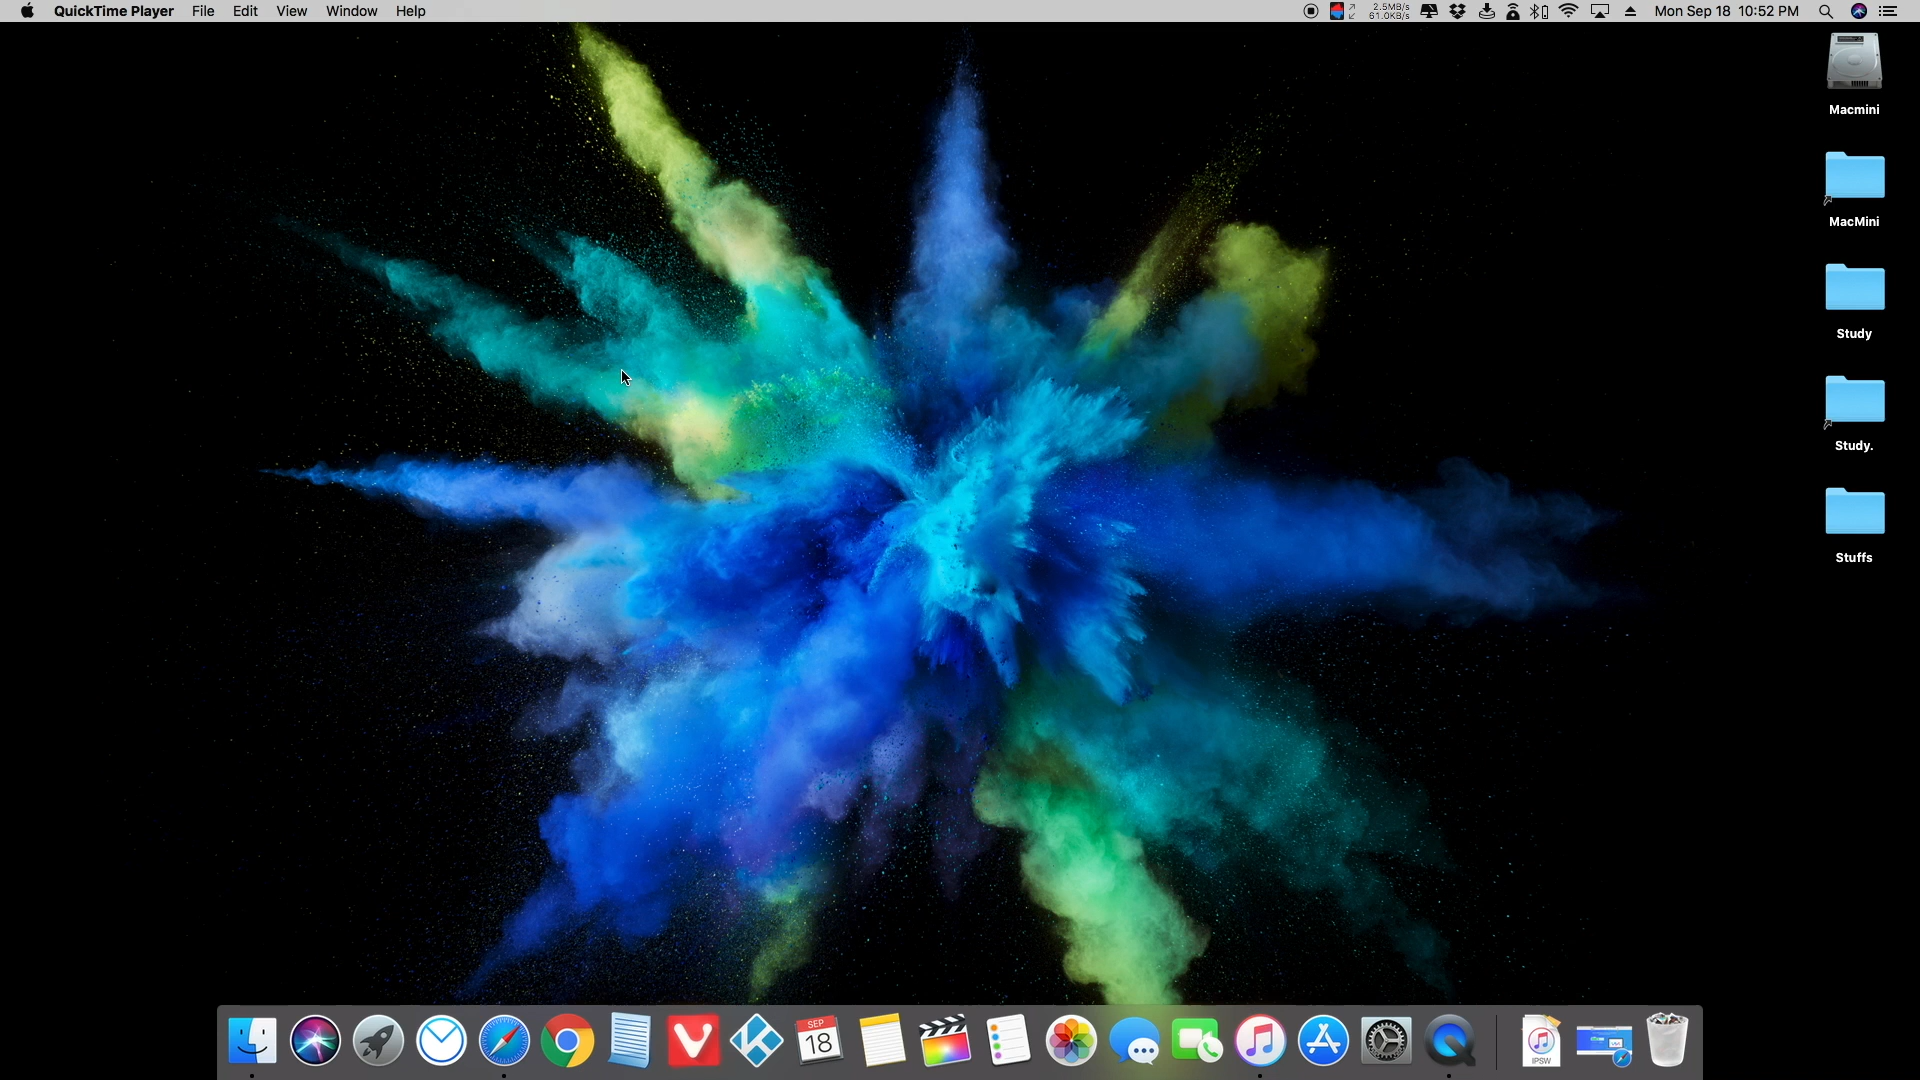 QuickTime Player File Edit View Window Help 2.5MB/s Mon Sep 18 10:52 PM
61.0KB/s
Macmini
MacMini
Study
Study.
Stuffs
SEP
18
IPSW